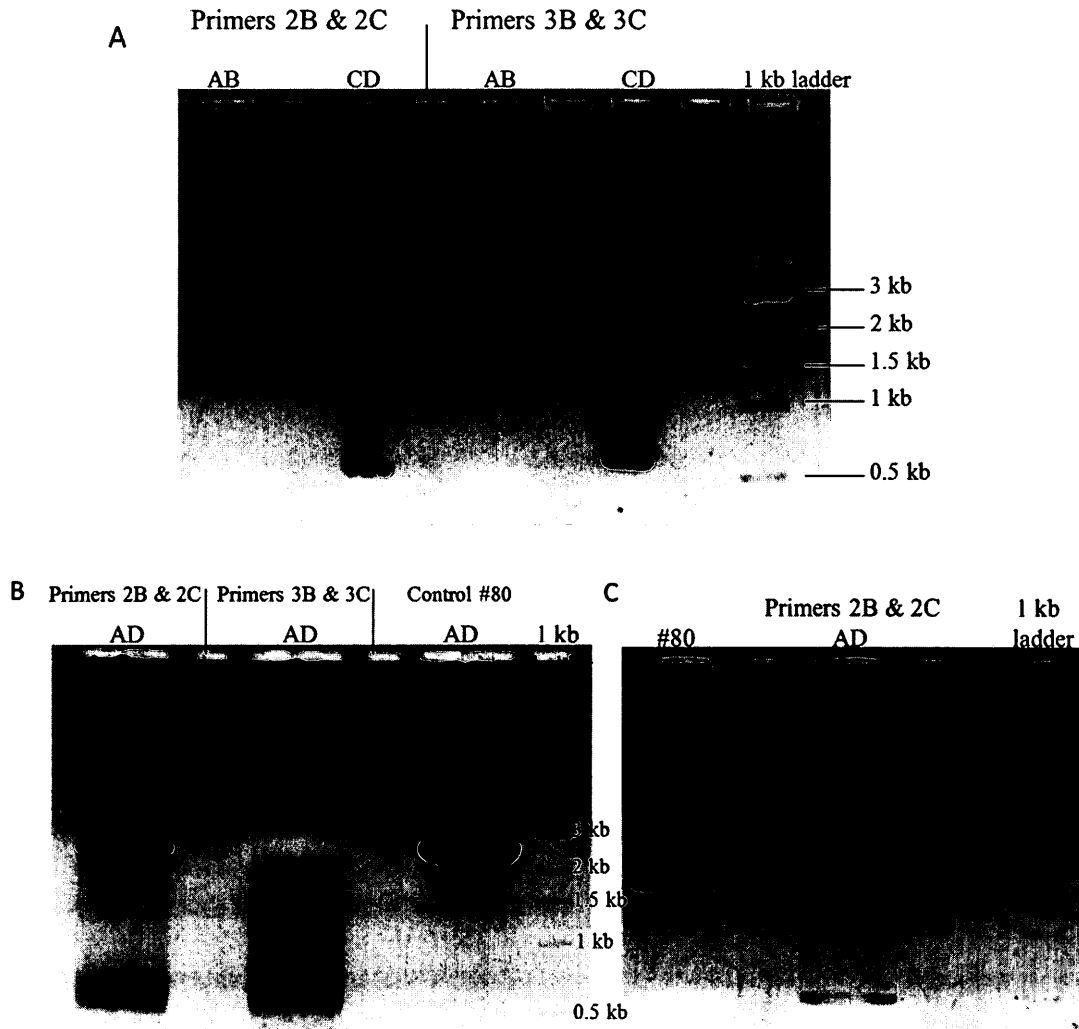 A
Primers 2B & 2C Primers 3B & 3C
AB CD AB CD 1 kb ladder
3 kb
2 kb
1.5 kb
1 kb
0.5 kb
B
Primers 2B & 2C Primers 3B & 3C Control #80
AD AD AD 1 kb
3 kb
2 kb
1.5 kb
1 kb
0.5 kb
C
Primers 2B & 2C 1 kb
#80 AD ladder